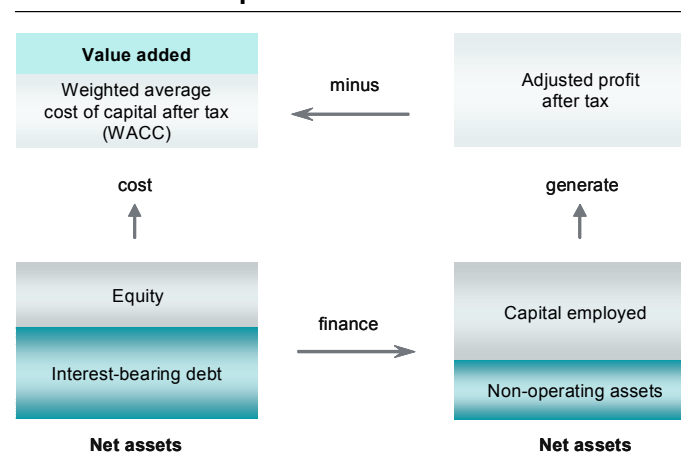 Value added
Weighted average
cost of capital after tax
(WACC)
minus
Adjusted profit
after tax
cost
generate
Equity
Interest-bearing debt
finance
Capital employed
Non-operating assets
Net assets
Net assets